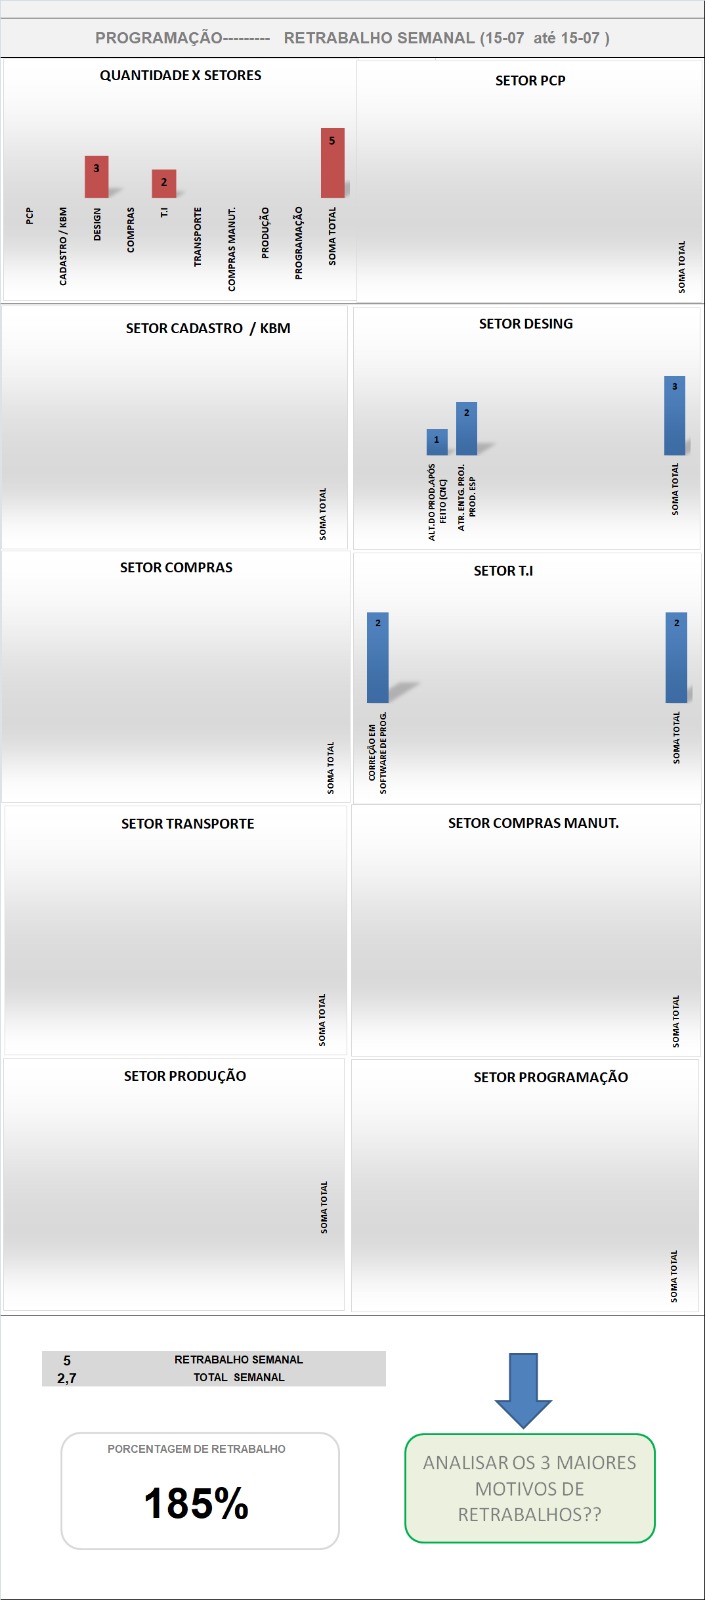 PROGRAMAÇÃO--------- RETRABALHO SEMANAL (15-07 até 15-07 )
QUANTIDADE X SETORES
3
2
5
PCP
CADASTRO / KBM
DESIGN
COMPRAS
T.I
TRANSPORTE
COMPRAS MANUT.
PRODUÇÃO
PROGRAMAÇÃO
SOMA TOTAL
SETOR PCP
SOMA TOTAL
SETOR CADASTRO / KBM
SOMA TOTAL
SETOR DESING
1
2
3
ALT.DO PROD.APÓS
FEITO (CNC)
ATR. ENTG. PROJ.
PROD. ESP
SOMA TOTAL
SETOR COMPRAS
SOMA TOTAL
SETOR T.I
2
2
CORREÇÃO EM
SOFTWARE DE PROG.
SOMA TOTAL
SETOR TRANSPORTE
SOMA TOTAL
SETOR COMPRAS MANUT.
SOMA TOTAL
SETOR PRODUÇÃO
SOMA TOTAL
SETOR PROGRAMAÇÃO
SOMA TOTAL
5 RETRABALHO SEMANAL
2,7 TOTAL SEMANAL
PORCENTAGEM DE RETRABALHO
185%
ANALISAR OS 3 MAIORES
MOTIVOS DE
RETRABALHOS??